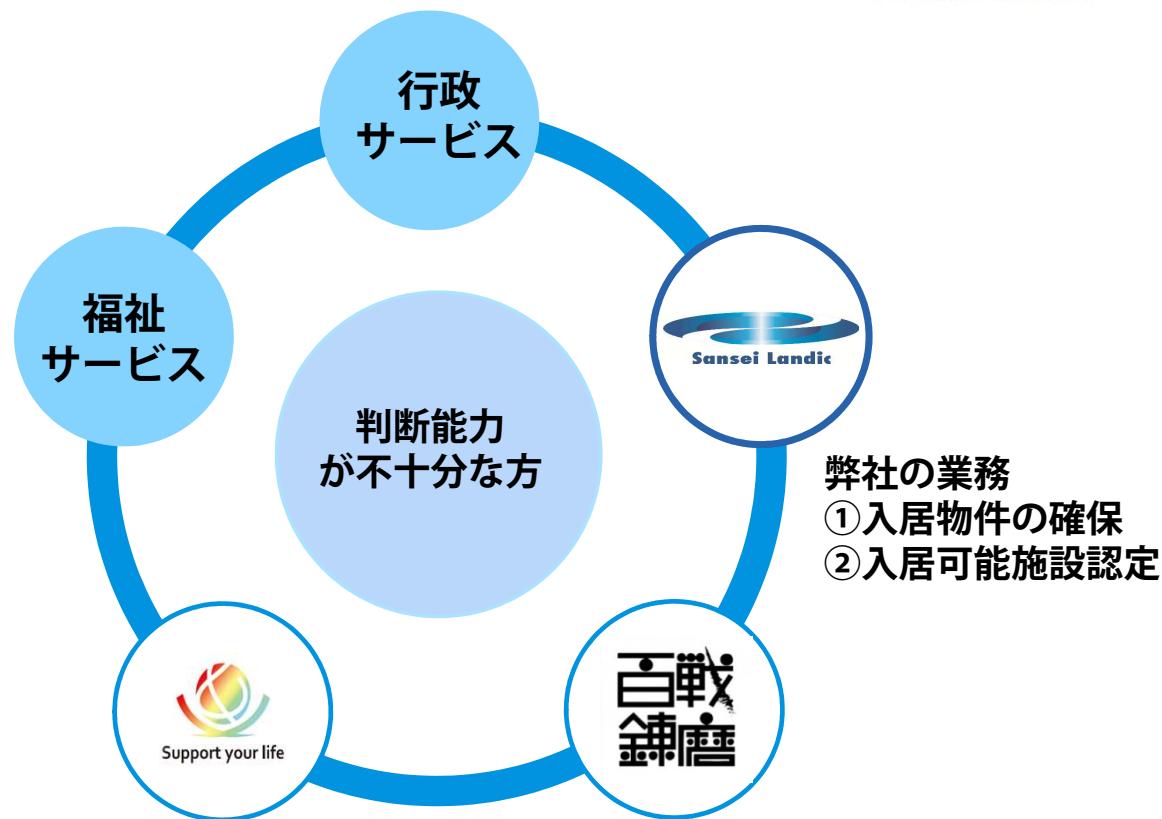 行政
サービス
福祉
サービス
Sansei Landic
判断能力
が不十分な方
弊社の業務
①入居物件の確保
②入居可能施設認定
Support your life
百戦
錬磨